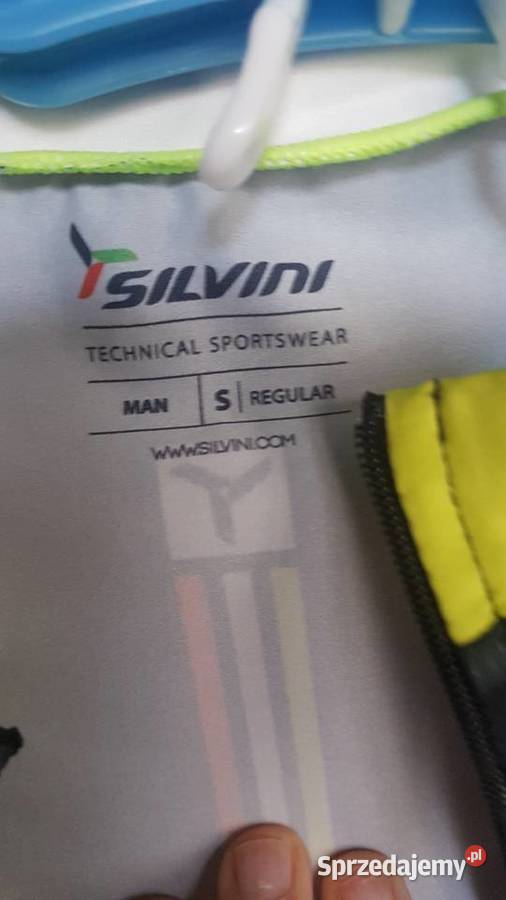 SILVINI
TECHNICAL SPORTSWEAR
MAN S REGULAR
WWW.SILVINI.COM
Sprzedajemy.pl